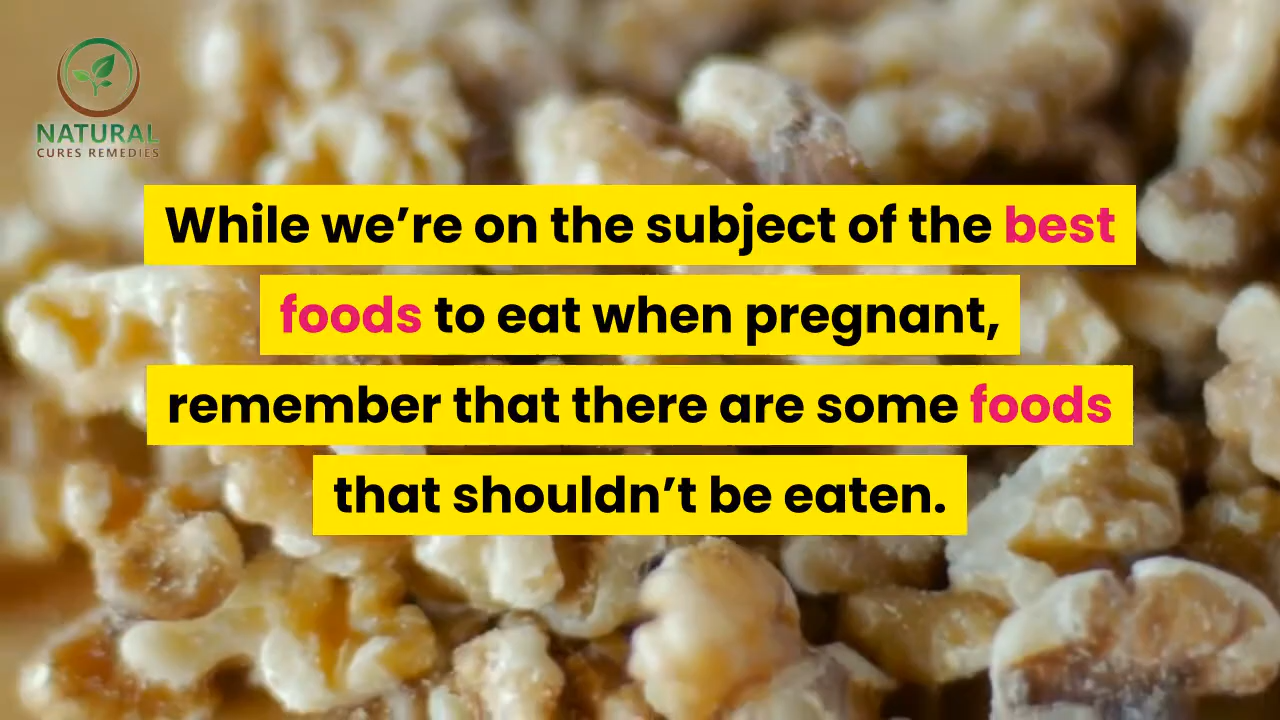 NATURAL
CURES REMEDIES
While we’re on the subject of the best
foods to eat when pregnant,
remember that there are some foods
that shouldn’t be eaten.